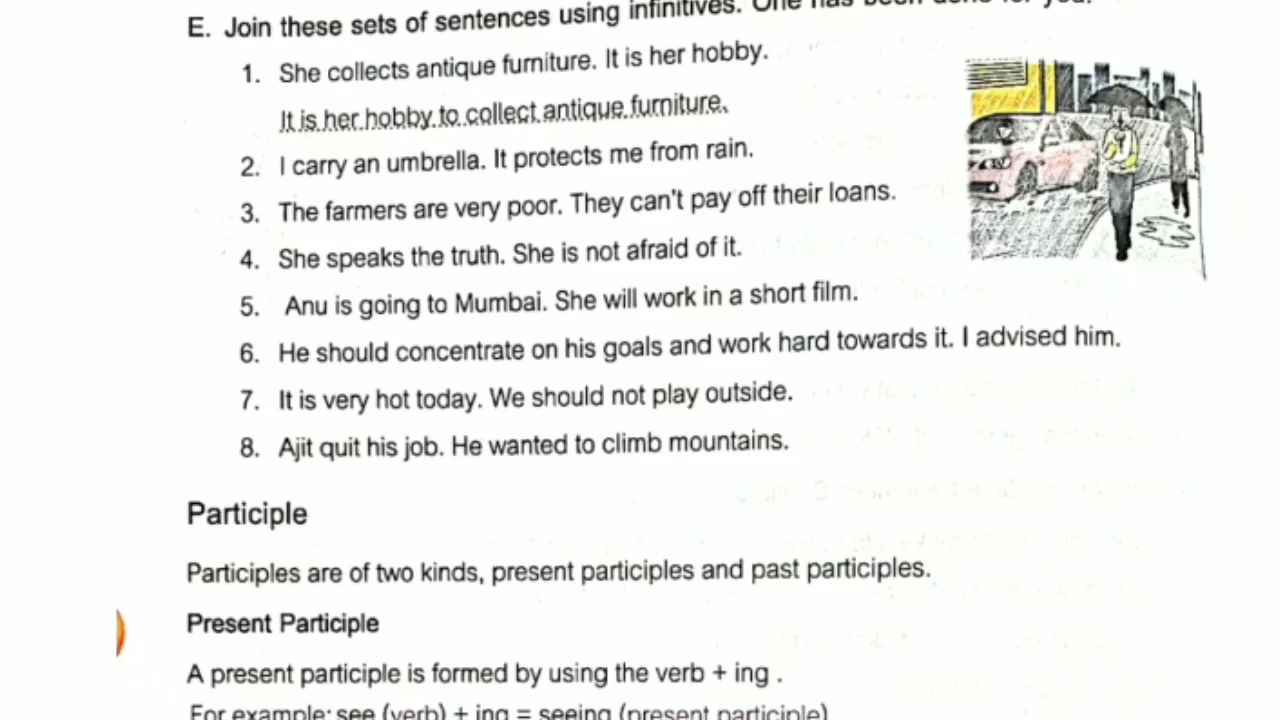 E. Join these sets of sentences using infinitives. One has been done for you.
1. She collects antique furniture. It is her hobby.
It is her hobby to collect antique furniture.
2. I carry an umbrella. It protects me from rain.
3. The farmers are very poor. They can't pay off their loans.
4. She speaks the truth. She is not afraid of it.
5. Anu is going to Mumbai. She will work in a short film.
6. He should concentrate on his goals and work hard towards it. I advised him.
7. It is very hot today. We should not play outside.
8. Ajit quit his job. He wanted to climb mountains.
Participle
Participles are of two kinds, present participles and past participles.
Present Participle
A present participle is formed by using the verb + ing .
For example: see (verb) + ing = seeing (present participle)